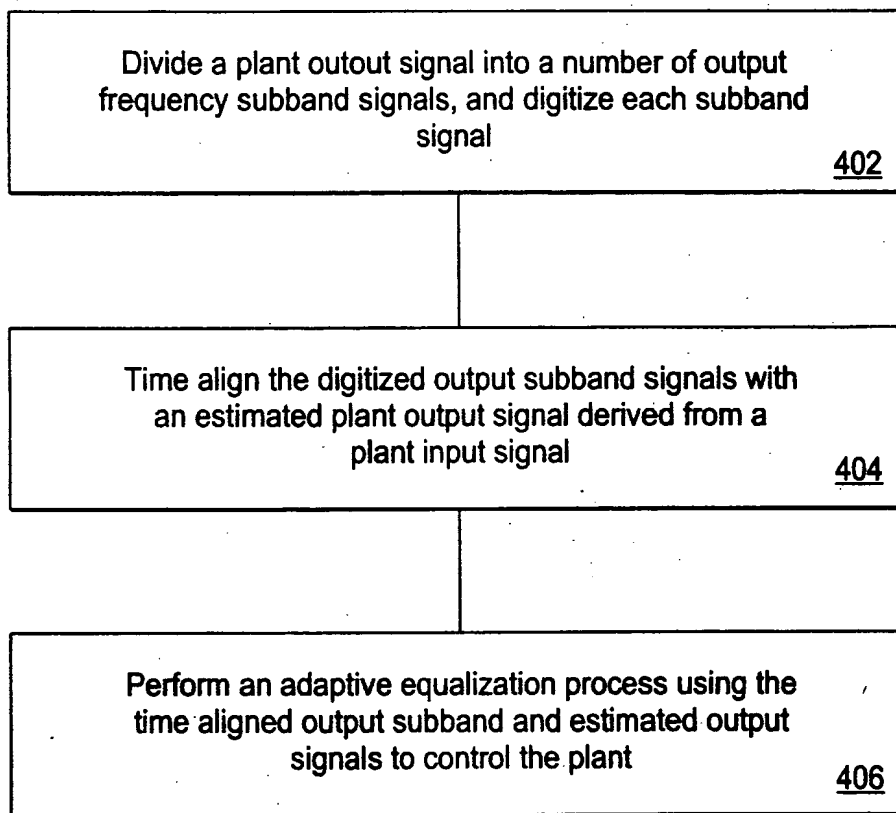 Divide a plant outout signal into a number of output
frequency subband signals, and digitize each subband
signal
402
Time align the digitized output subband signals with
an estimated plant output signal derived from a
plant input signal
404
Perform an adaptive equalization process using the
time aligned output subband and estimated output
signals to control the plant
406